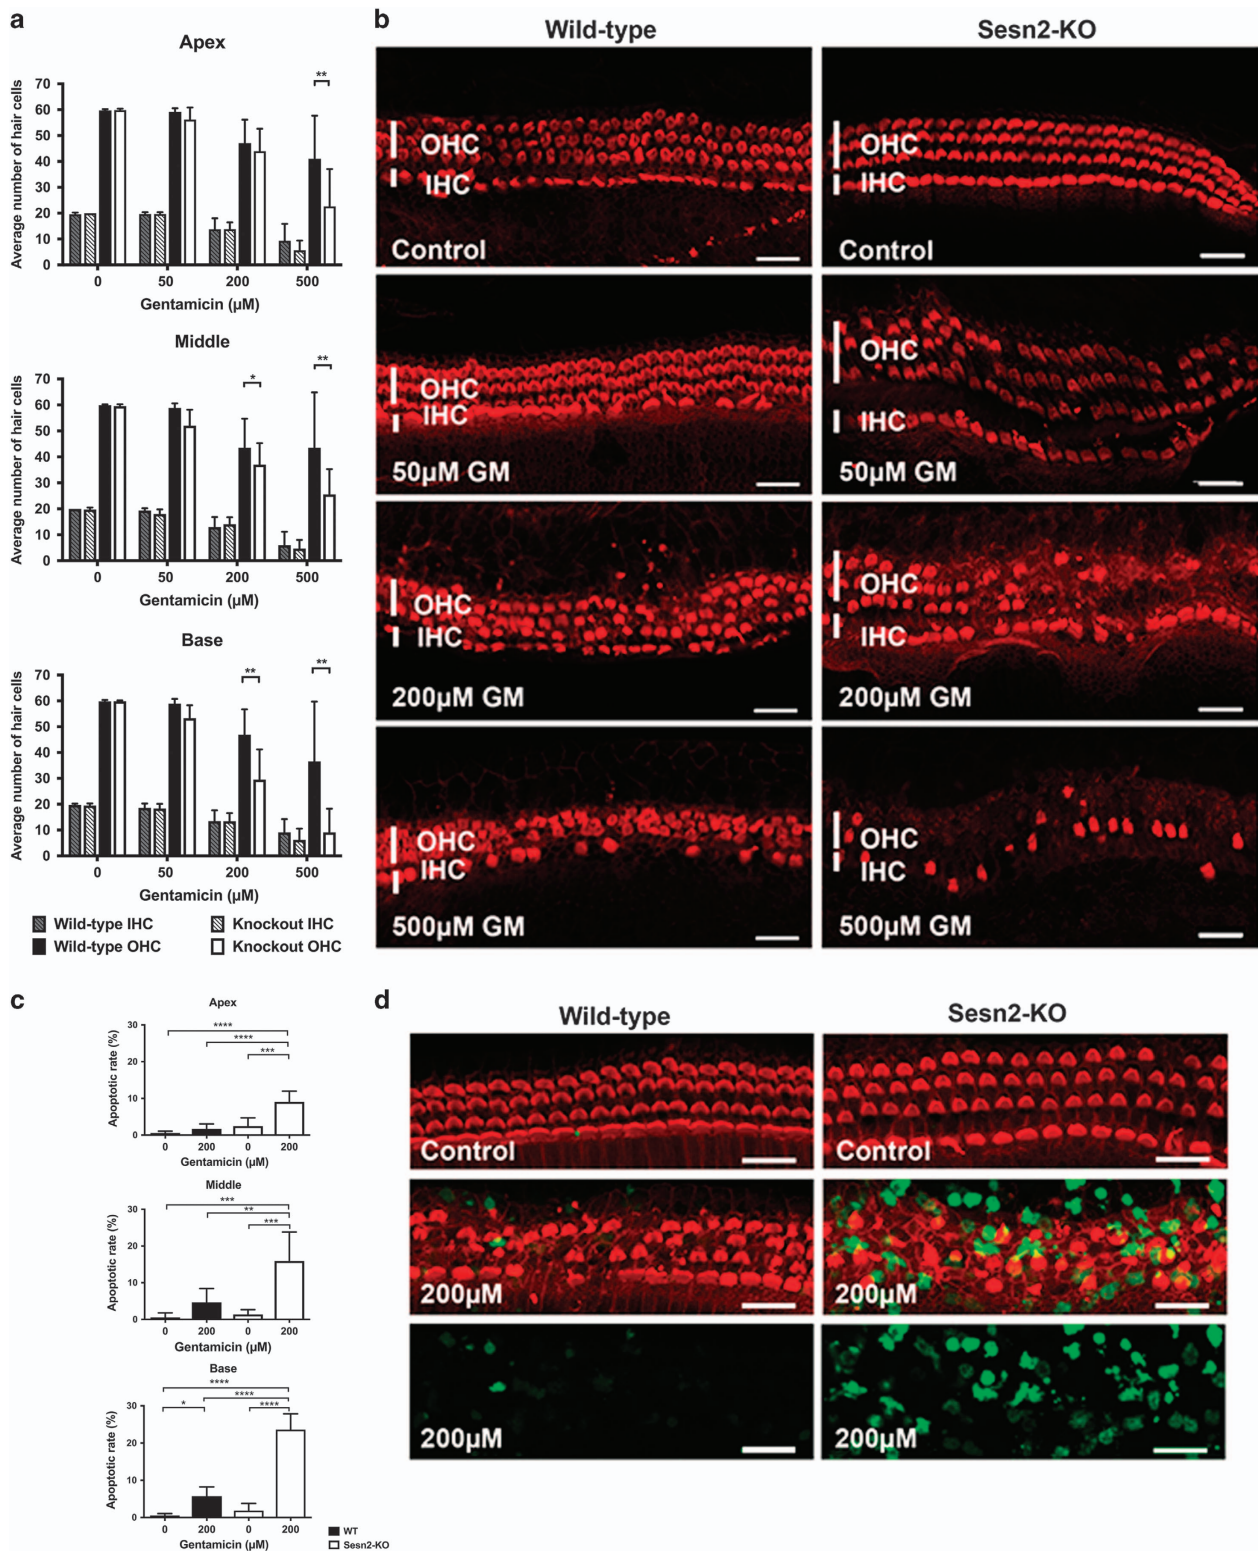 a
Apex
Average number of hair cells
70
60
50
40
30
20
10
0
**
0 50 200 500
Gentamicin (µM)
Middle
Average number of hair cells
70
60
50
40
30
20
10
0
* **
0 50 200 500
Gentamicin (µM)
Base
Average number of hair cells
70
60
50
40
30
20
10
0
** **
0 50 200 500
Gentamicin (µM)
Wild-type IHC Knockout IHC
Wild-type OHC Knockout OHC
b
Wild-type Sesn2-KO
OHC
IHC
Control
OHC
IHC
Control
OHC
IHC
50µM GM
OHC
IHC
50µM GM
OHC
IHC
200µM GM
OHC
IHC
200µM GM
OHC
IHC
500µM GM
OHC
IHC
500µM GM
c
Apex
Apoptotic rate (%)
30
20
10
0
****
****
***
0 200 0 200
Gentamicin (µM)
Middle
Apoptotic rate (%)
30
20
10
0
***
**
***
0 200 0 200
Gentamicin (µM)
Base
Apoptotic rate (%)
30
20
10
0
****
****
* ****
0 200 0 200
Gentamicin (µM)
WT
Sesn2-KO
d
Wild-type Sesn2-KO
Control Control
200µM 200µM
200µM 200µM